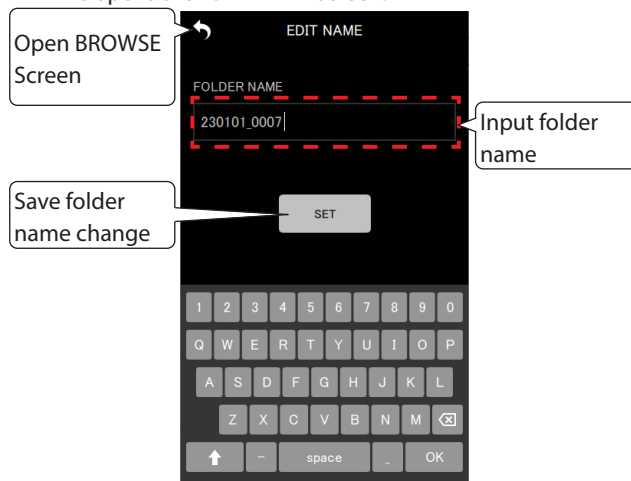 Open BROWSE
Screen
EDIT NAME
FOLDER NAME
230101_0007
Input folder
name
Save folder
name change
SET
1 2 3 4 5 6 7 8 9 0
Q W E R T Y U I O P
A S D F G H J K L
Z X C V B N M
- space _ OK